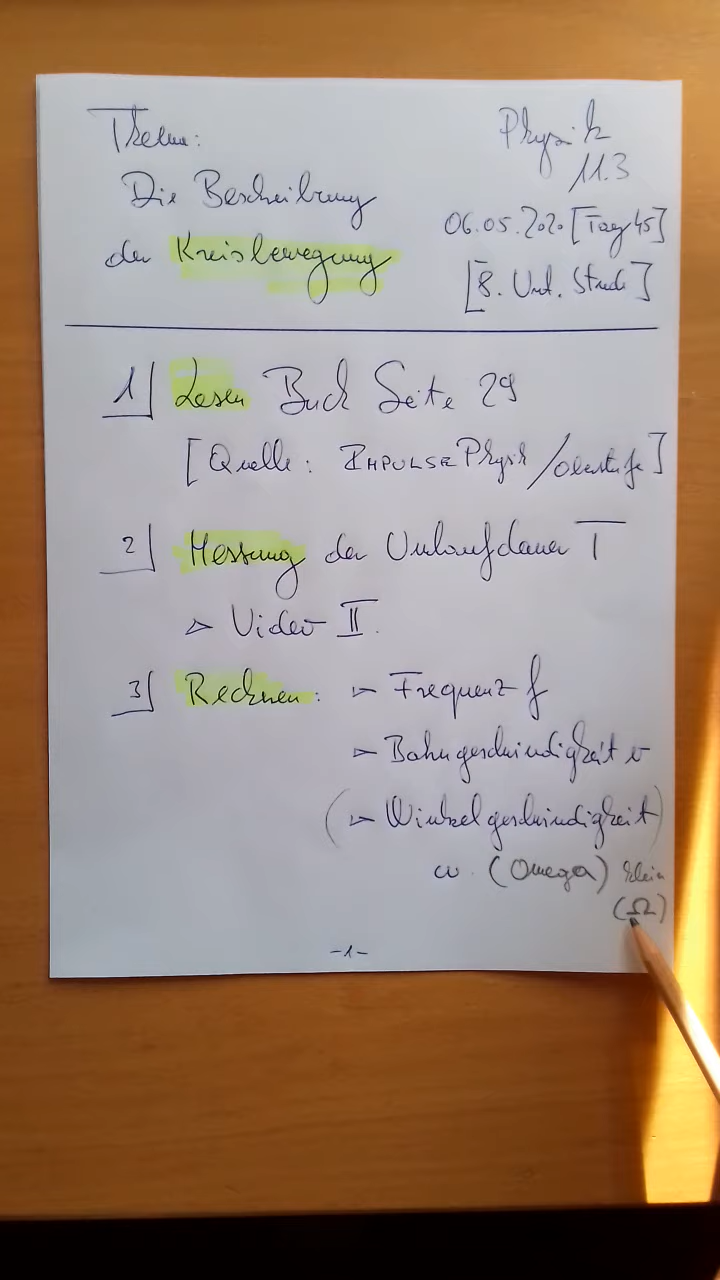 Thema:
Physik
11.3
Die Beschreibung
06.05.2020 [Tag 45]
der Kreisbewegung
[8. Unt. Stunde]
1) Lesen Buch Seite 29
[Quelle: IMPULSE Physik / Oberstufe]
2) Messung der Umlaufdauer T
▻ Video II.
3) Rechnen: ▻ Frequenz f
▻ Bahngeschwindigkeit v
(▻ Winkelgeschwindigkeit)
ω (Omega) klein
(Ω)
-1-